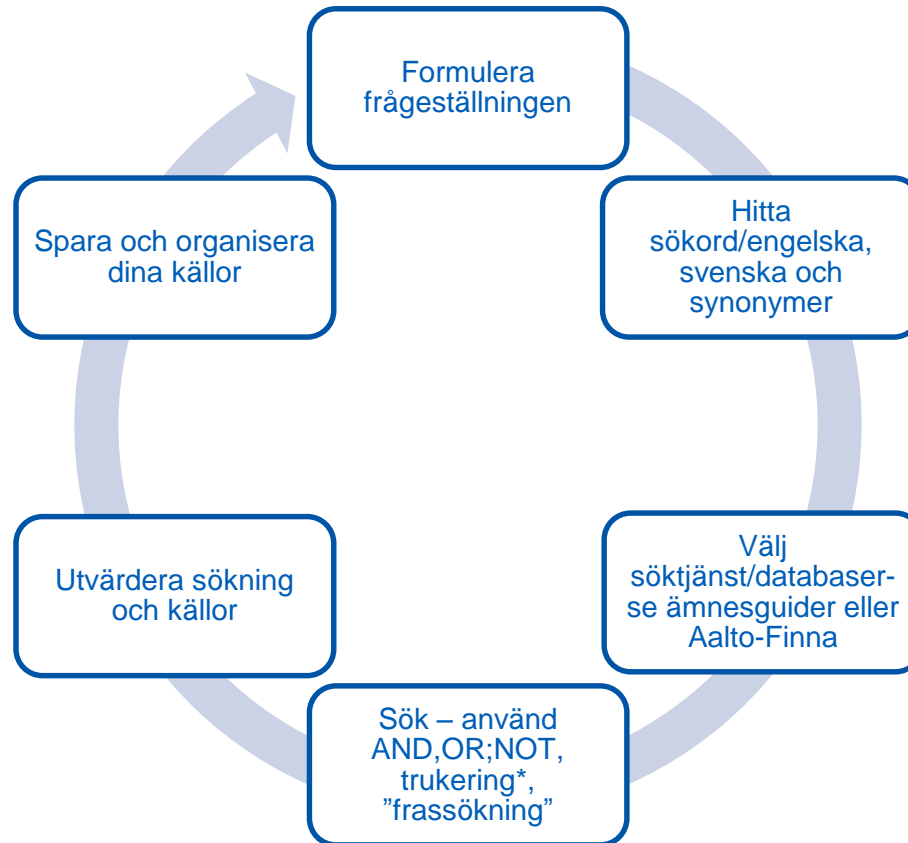 Formulera
frågeställningen
Hitta
sökord/engelska,
svenska och
synonymer
Välj
söktjänst/databaser-
se ämnesguider eller
Aalto-Finna
Sök – använd
AND,OR;NOT,
trukering*,
”frassökning”
Utvärdera sökning
och källor
Spara och organisera
dina källor